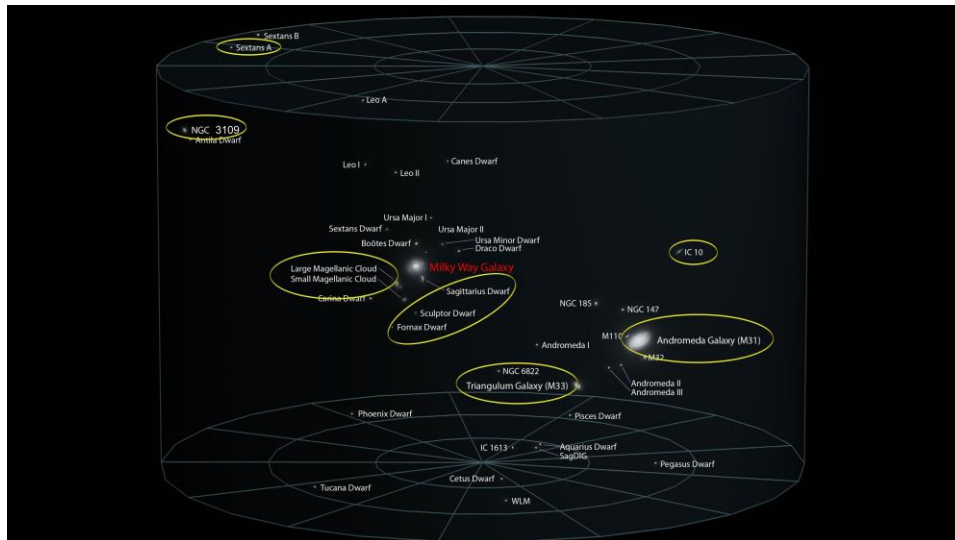 Sextans B
Sextans A
Leo A
NGC 3109
Antlia Dwarf
Leo I
Canes Dwarf
Leo II
Ursa Major I
Sextans Dwarf
Ursa Major II
Boötes Dwarf
Ursa Minor Dwarf
Draco Dwarf
IC 10
Milky Way Galaxy
Large Magellanic Cloud
Small Magellanic Cloud
Sagittarius Dwarf
Carina Dwarf
NGC 185
NGC 147
Sculptor Dwarf
Fornax Dwarf
M110
Andromeda Galaxy (M31)
Andromeda I
M32
NGC 6822
Triangulum Galaxy (M33)
Andromeda II
Andromeda III
Phoenix Dwarf
Pisces Dwarf
IC 1613
Aquarius Dwarf
SagDIG
Pegasus Dwarf
Cetus Dwarf
Tucana Dwarf
WLM